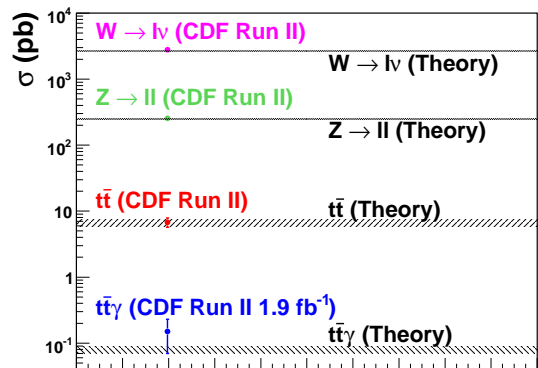 σ (pb)
10⁴
W → lν (CDF Run II)
W → lν (Theory)
10³
Z → ll (CDF Run II)
Z → ll (Theory)
10²
tt̄ (CDF Run II)
tt̄ (Theory)
10
1
tt̄γ (CDF Run II 1.9 fb⁻¹)
tt̄γ (Theory)
10⁻¹